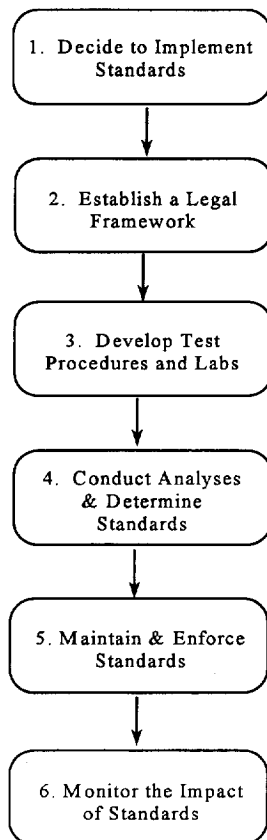 1. Decide to Implement
Standards
2. Establish a Legal
Framework
3. Develop Test
Procedures and Labs
4. Conduct Analyses
& Determine
Standards
5. Maintain & Enforce
Standards
6. Monitor the Impact
of Standards